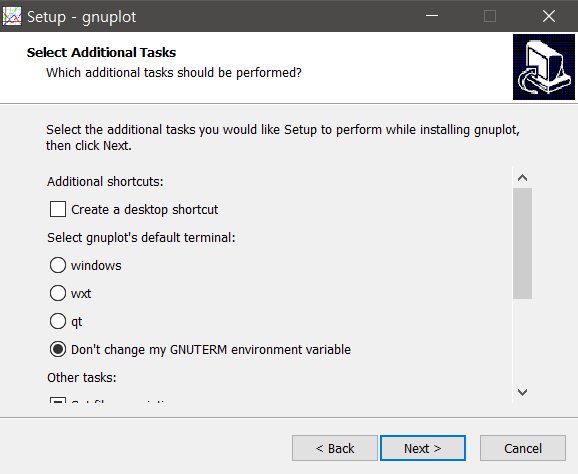 Setup - gnuplot
Select Additional Tasks
Which additional tasks should be performed?
Select the additional tasks you would like Setup to perform while installing gnuplot,
then click Next.
Additional shortcuts:
Create a desktop shortcut
Select gnuplot's default terminal:
windows
wxt
qt
Don't change my GNUTERM environment variable
Other tasks:
< Back
Next >
Cancel